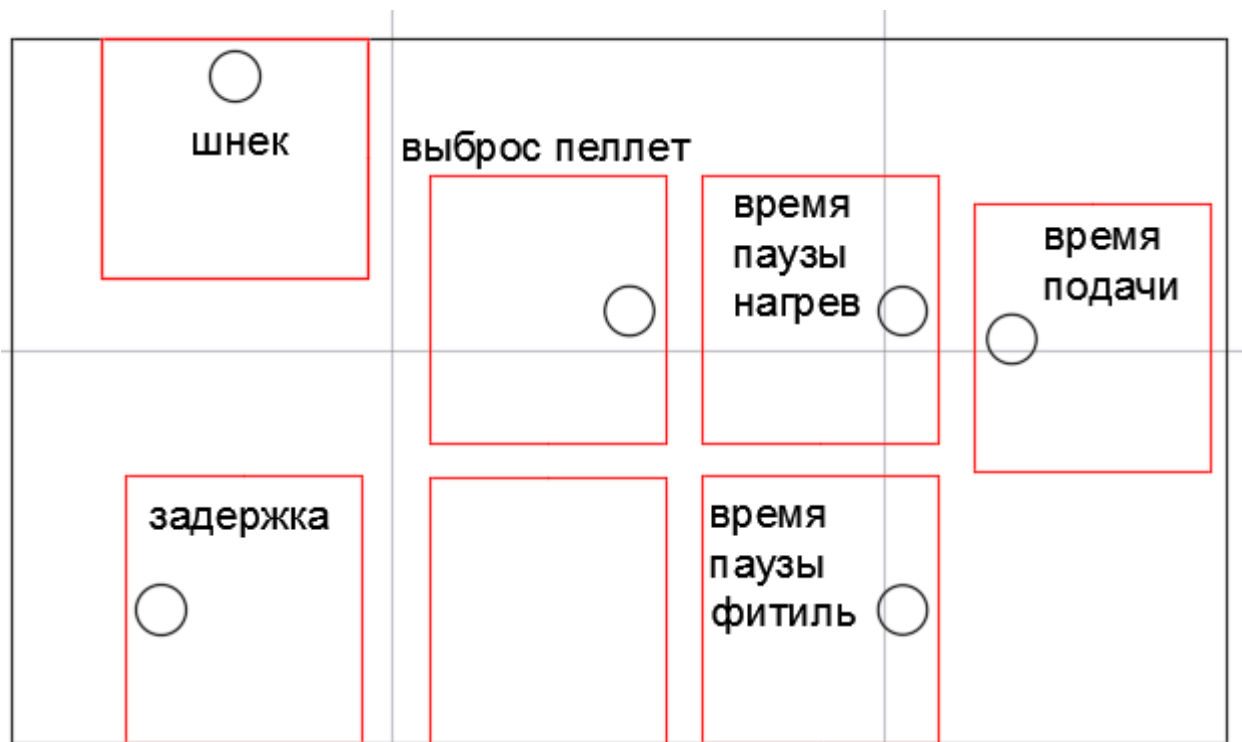 шнек
выброс пеллет
время
паузы
нагрев
время
подачи
задержка
время
паузы
фитиль